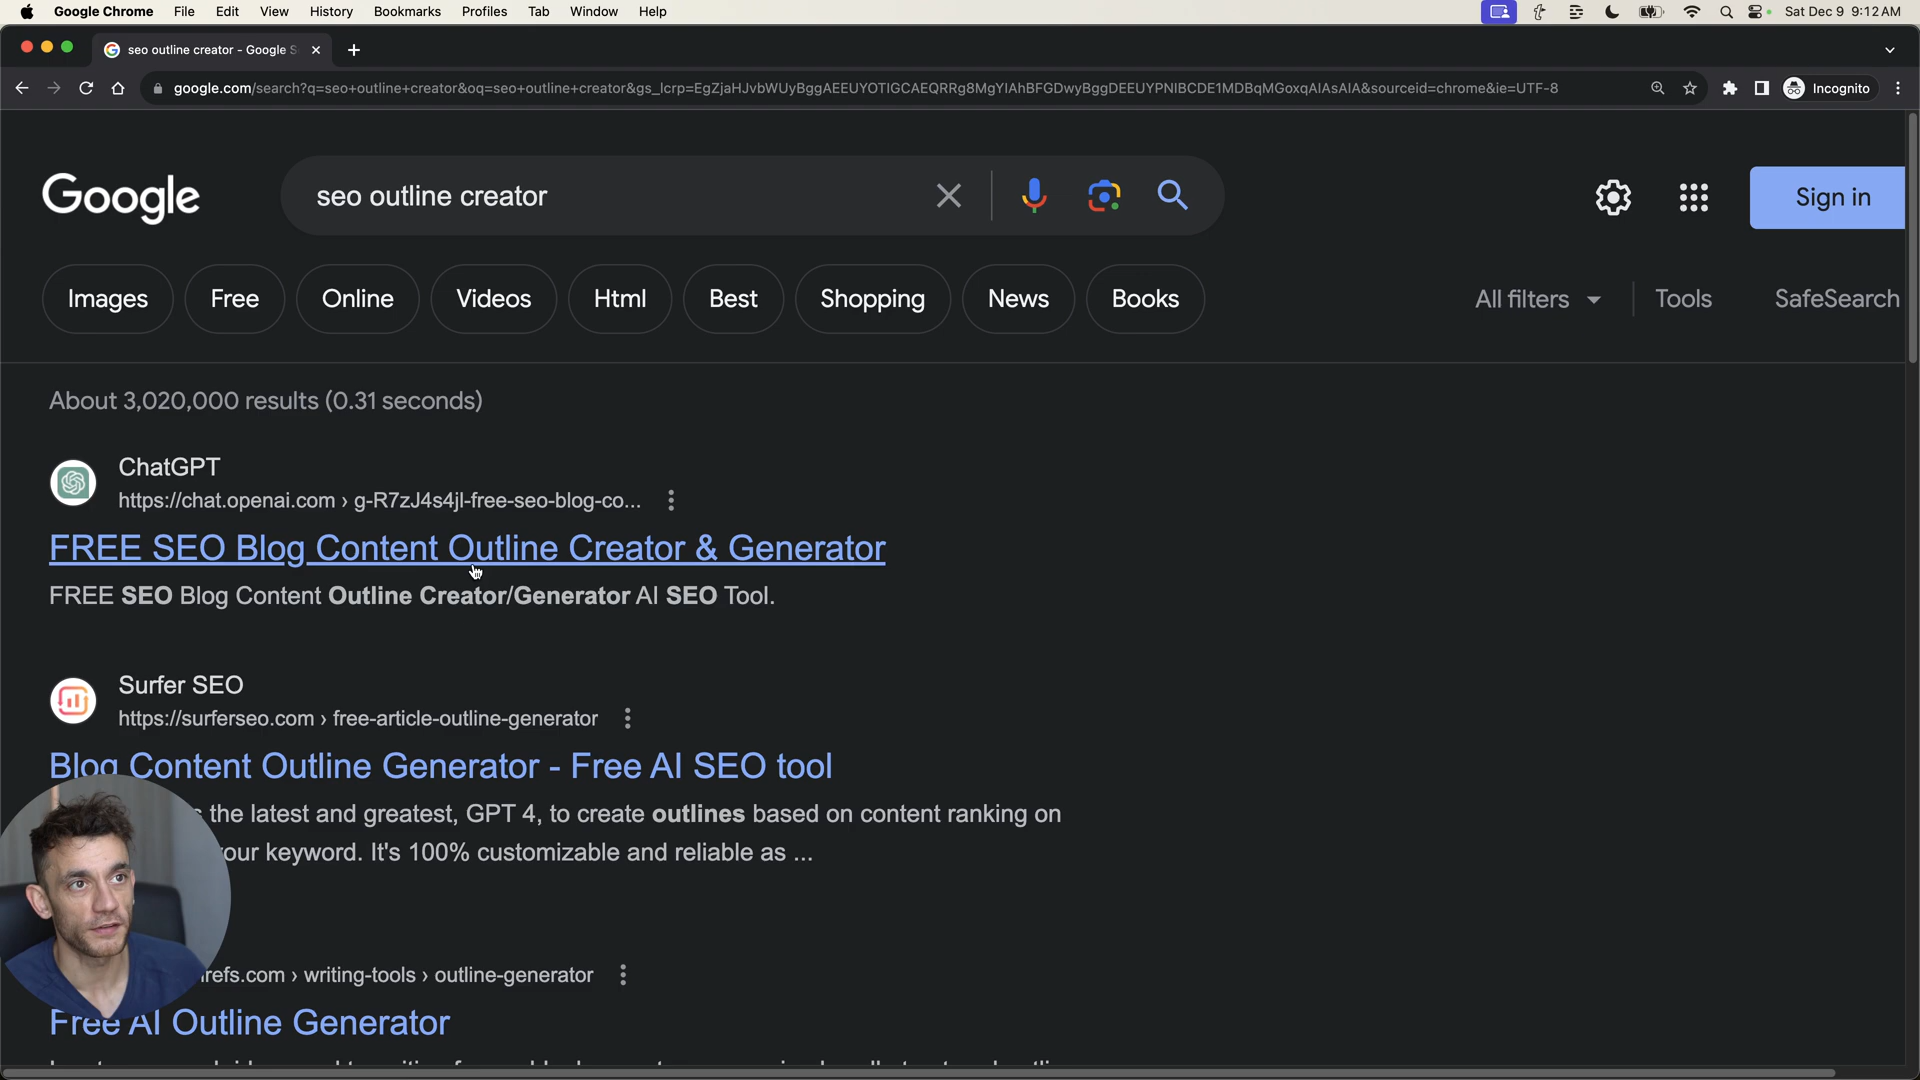 Google Chrome File Edit View History Bookmarks Profiles Tab Window Help Sat Dec 9 9:12 AM
seo outline creator - Google S
google.com/search?q=seo+outline+creator&oq=seo+outline+creator&gs_lcrp=EgZjaHJvbWUyBggAEEUYOTIGCAEQRRg8MgYIAhBFGDwyBggDEEUYPNIBCDE1MDBqMGoxqAIAsAIA&sourceid=chrome&ie=UTF-8 Incognito
Google seo outline creator Sign in
Images Free Online Videos Html Best Shopping News Books All filters Tools SafeSearch
About 3,020,000 results (0.31 seconds)
ChatGPT
https://chat.openai.com › g-R7zJ4s4jl-free-seo-blog-co...
FREE SEO Blog Content Outline Creator & Generator
FREE SEO Blog Content Outline Creator/Generator AI SEO Tool.
Surfer SEO
https://surferseo.com › free-article-outline-generator
Blog Content Outline Generator - Free AI SEO tool
the latest and greatest, GPT 4, to create outlines based on content ranking on
our keyword. It's 100% customizable and reliable as ...
refs.com › writing-tools › outline-generator
Free AI Outline Generator